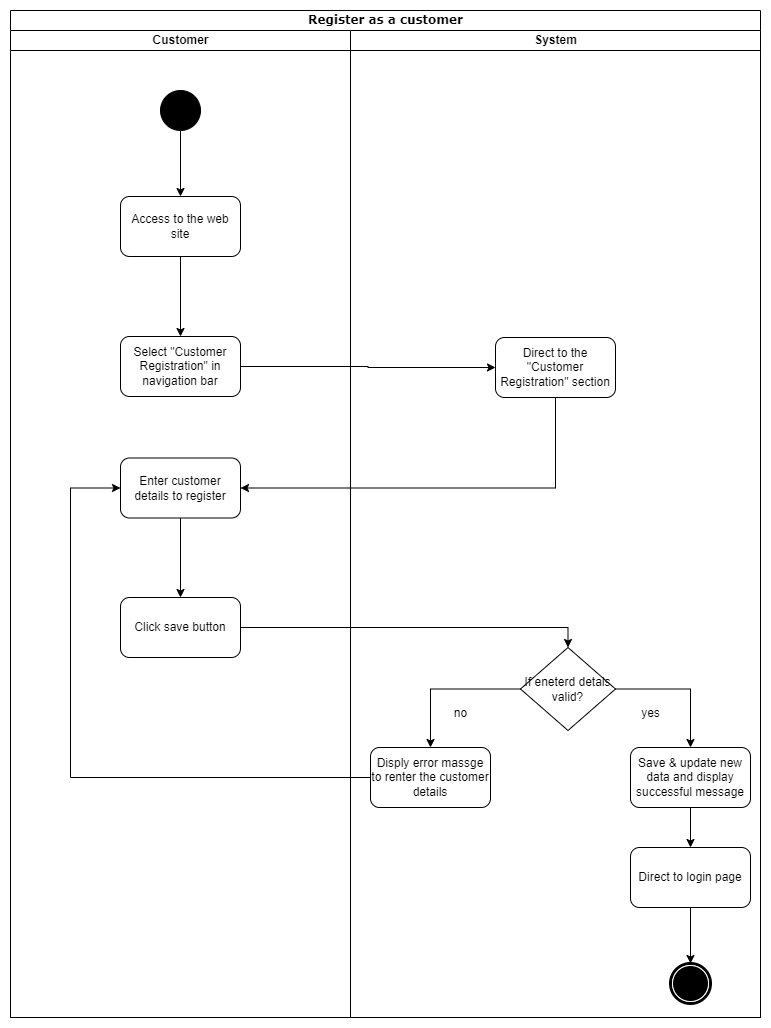 Register as a customer
Customer
System
Access to the web
site
Select "Customer
Registration" in
navigation bar
Direct to the
"Customer
Registration" section
Enter customer
details to register
Click save button
If eneterd detals
valid?
no
yes
Disply error massge
to renter the customer
details
Save & update new
data and display
successful message
Direct to login page